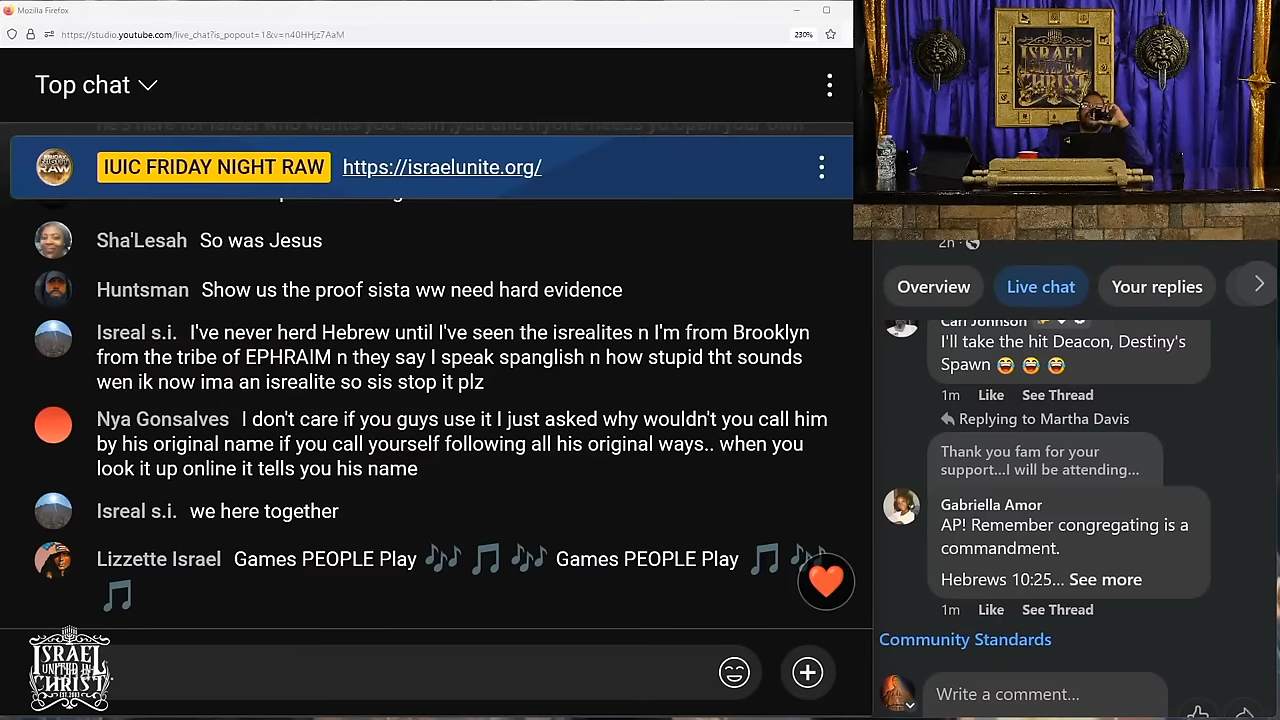 Mozilla Firefox
https://studio.youtube.com/live_chat?is_popout=1&v=n40HHjz7AaM
230%
Top chat
IUIC FRIDAY NIGHT RAW https://israelunite.org/
Sha'Lesah So was Jesus
Huntsman Show us the proof sista ww need hard evidence
Isreal s.i. I've never herd Hebrew until I've seen the isrealites n I'm from Brooklyn
from the tribe of EPHRAIM n they say I speak spanglish n how stupid tht sounds
wen ik now ima an isrealite so sis stop it plz
Nya Gonsalves I don't care if you guys use it I just asked why wouldn't you call him
by his original name if you call yourself following all his original ways.. when you
look it up online it tells you his name
Isreal s.i. we here together
Lizzette Israel Games PEOPLE Play 🎶 🎵 🎶 Games PEOPLE Play 🎵 🎶
🎵
ISRAEL
UNITED IN
CHRIST
EST. 2003
ISRAEL
UNITED IN
CHRIST
2h
Overview
Live chat
Your replies
Carl Johnson
I'll take the hit Deacon, Destiny's
Spawn 😂 😂 😂
1m Like See Thread
Replying to Martha Davis
Thank you fam for your
support...I will be attending...
Gabriella Amor
AP! Remember congregating is a
commandment.
Hebrews 10:25... See more
1m Like See Thread
Community Standards
Write a comment...